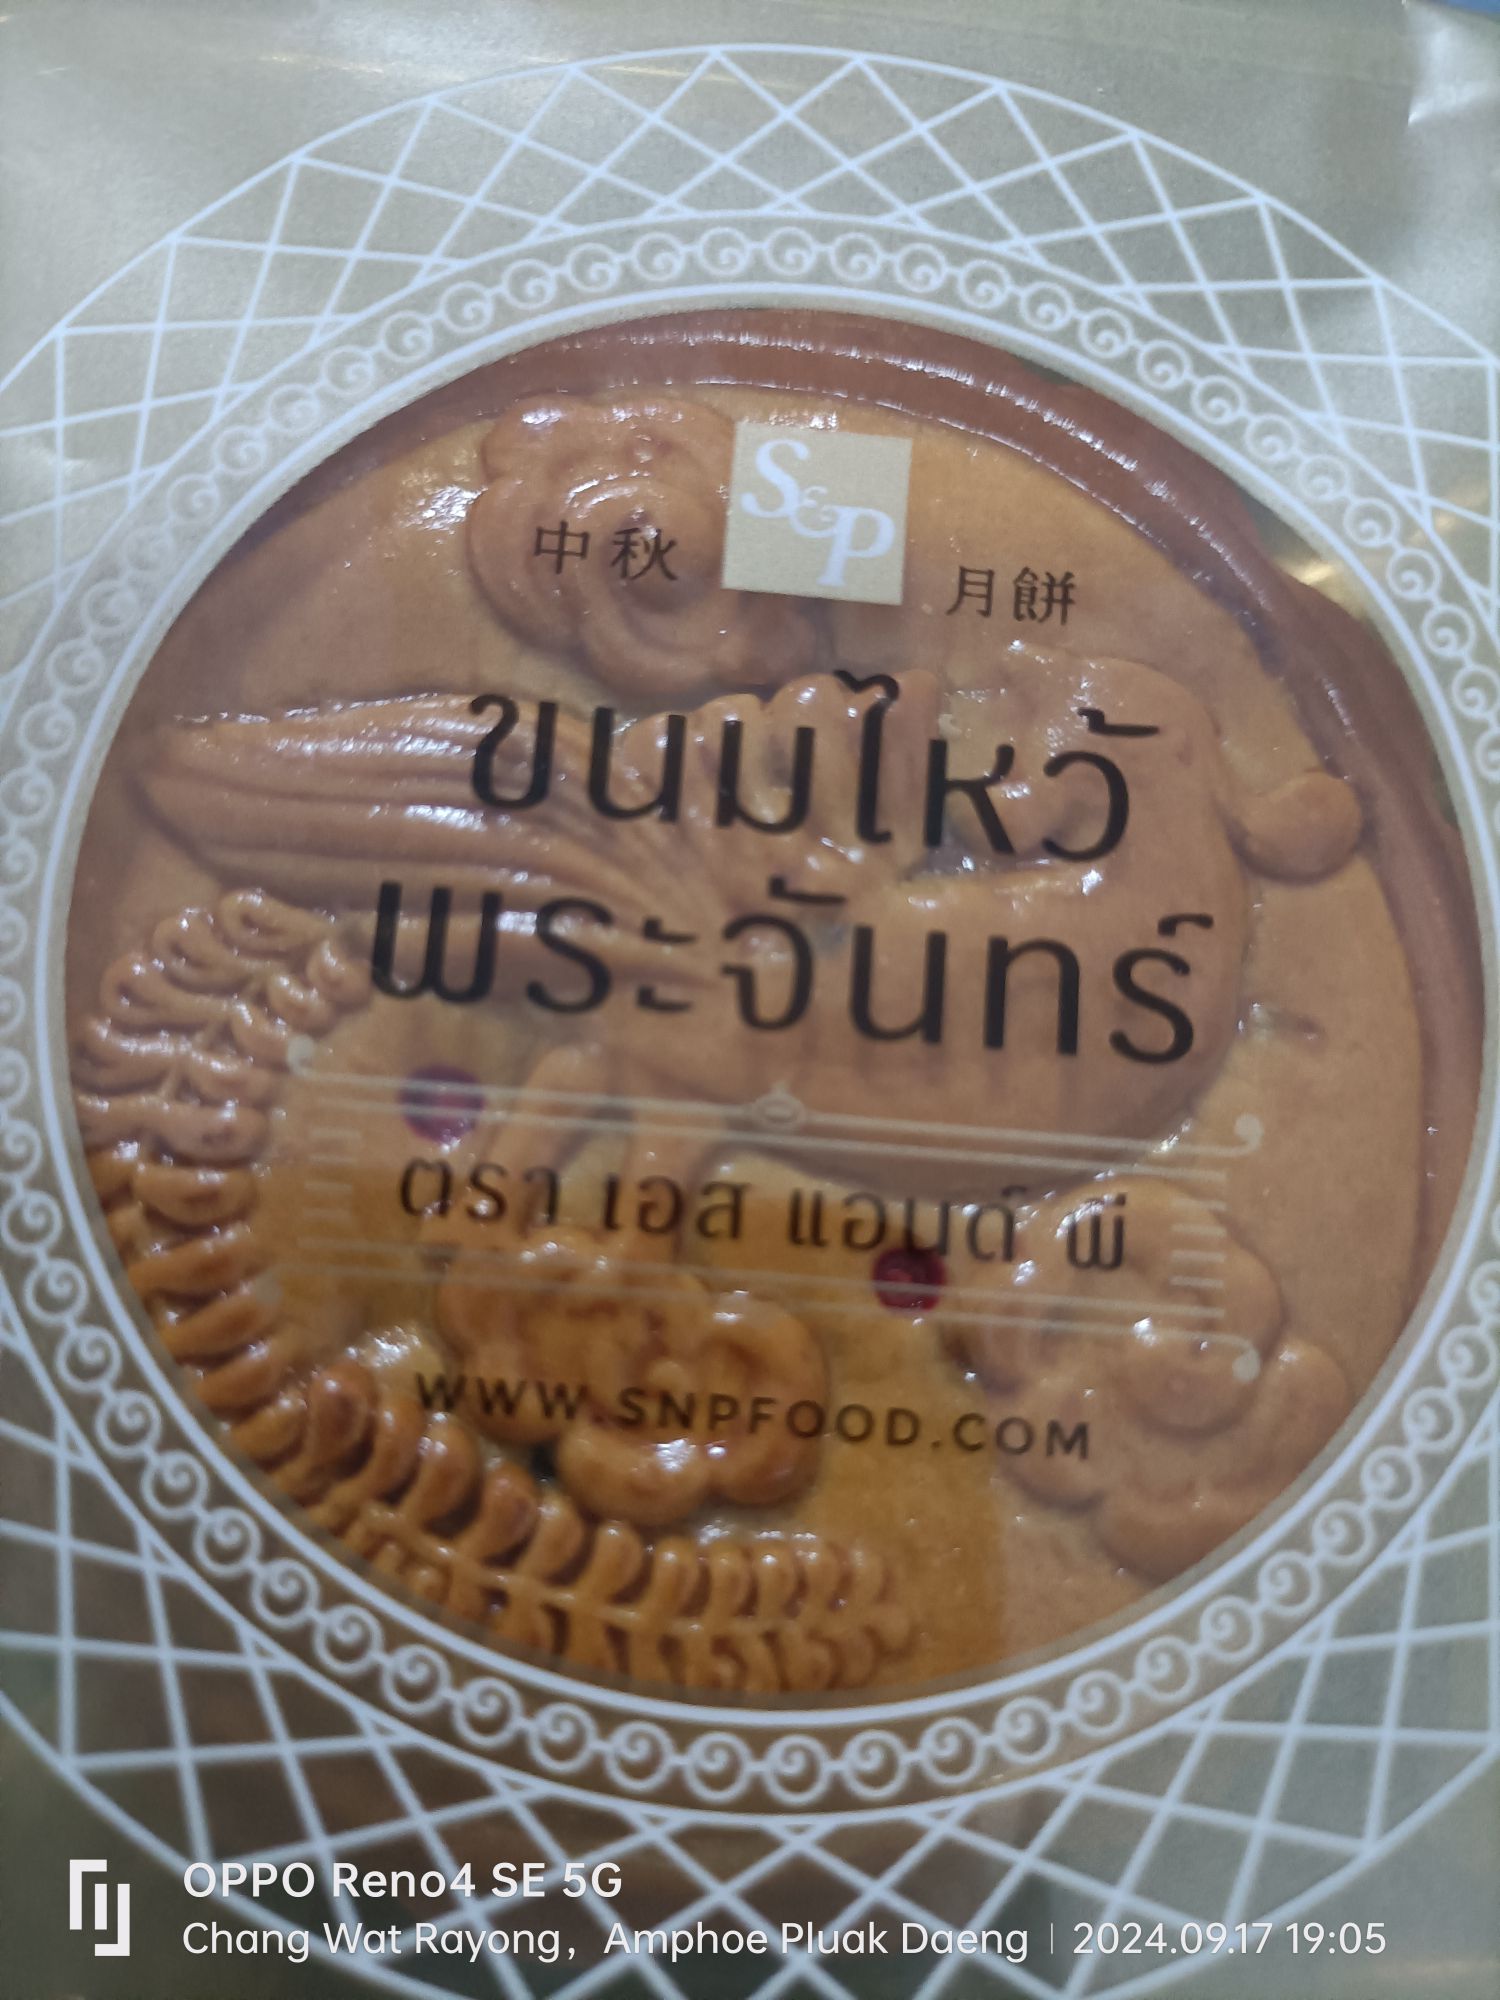 S&P
中秋 月餅
ขนมไหว้
พระจันทร์
ตรา เอส แอนด์ พี
WWW.SNPFOOD.COM
OPPO Reno4 SE 5G
Chang Wat Rayong, Amphoe Pluak Daeng | 2024.09.17 19:05